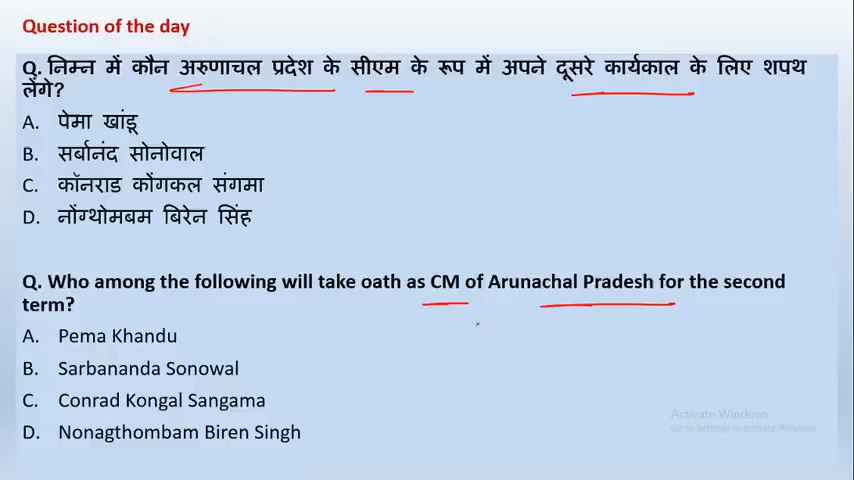 Question of the day
Q. निम्न में कौन अरुणाचल प्रदेश के सीएम के रूप में अपने दूसरे कार्यकाल के लिए शपथ
लेंगे?
A. पेमा खांडू
B. सर्बानंद सोनोवाल
C. कॉनराड कोंगकल संगमा
D. नोंग्थोमबम बिरेन सिंह
Q. Who among the following will take oath as CM of Arunachal Pradesh for the second
term?
A. Pema Khandu
B. Sarbananda Sonowal
C. Conrad Kongal Sangama
D. Nonagthombam Biren Singh
Activate Windows
Go to Settings to activate Windows.